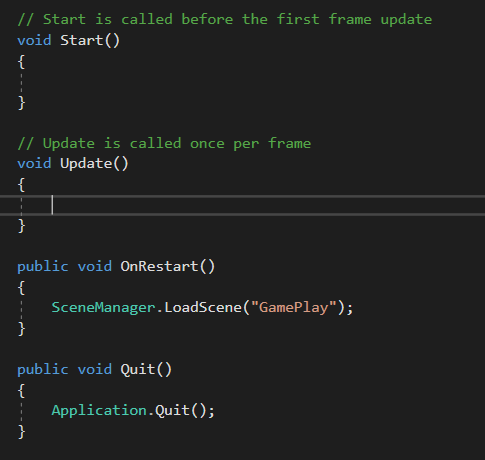 // Start is called before the first frame update
void Start()
{
}
// Update is called once per frame
void Update()
{
}
public void OnRestart()
{
SceneManager.LoadScene("GamePlay");
}
public void Quit()
{
Application.Quit();
}